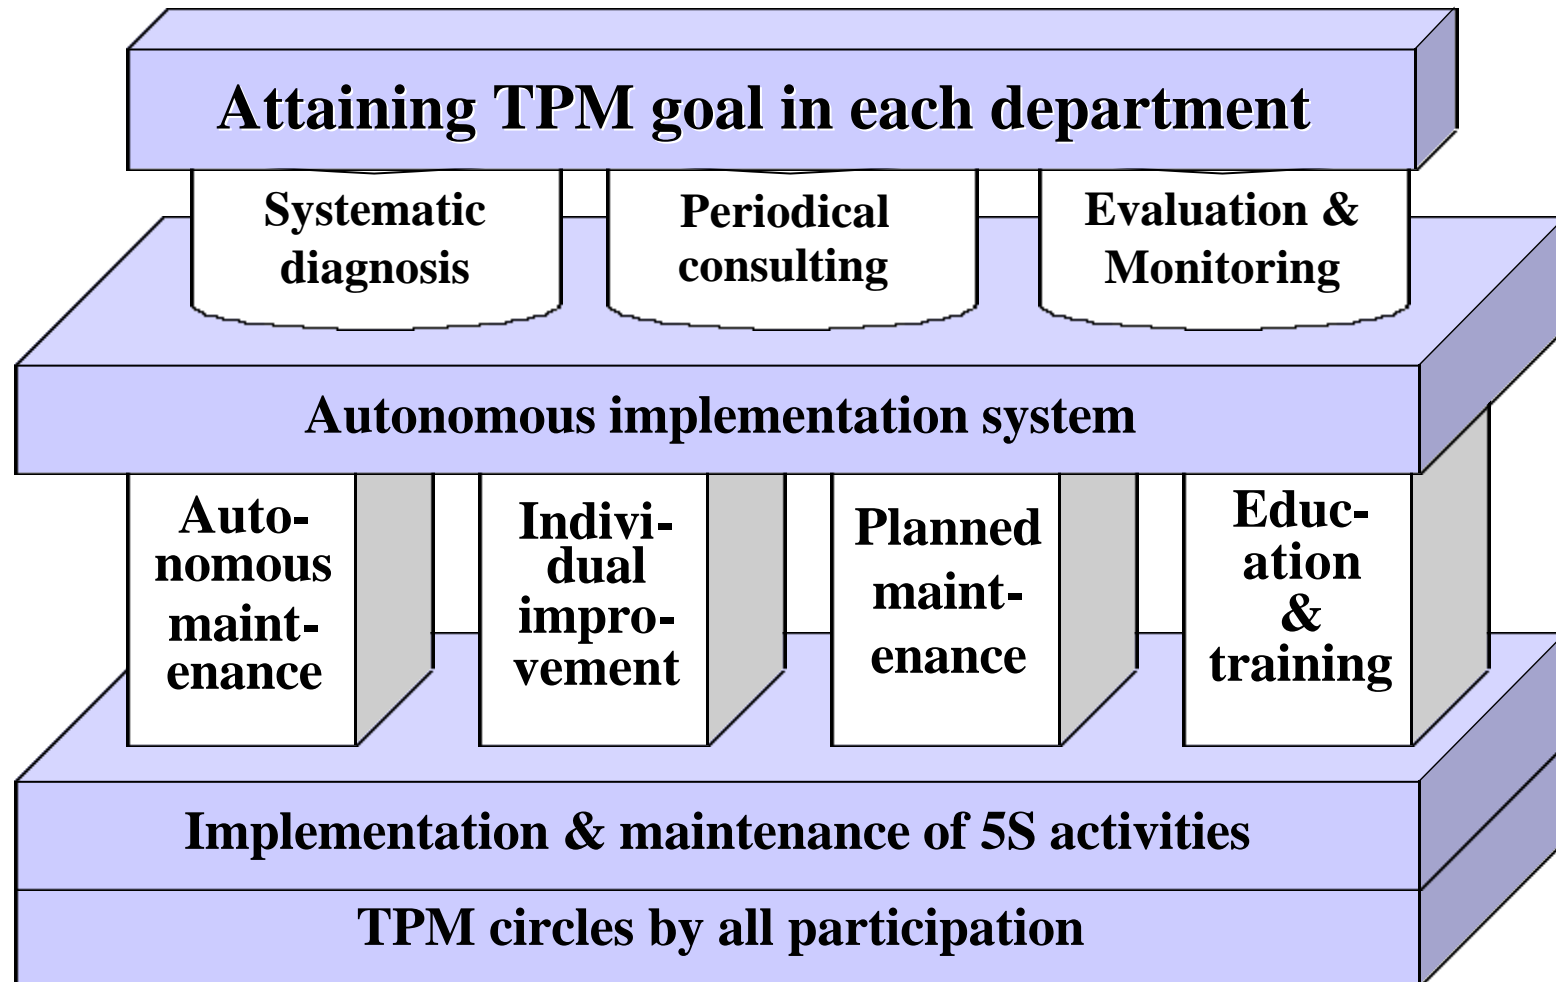 Attaining TPM goal in each department
Systematic
diagnosis
Periodical
consulting
Evaluation &
Monitoring
Autonomous implementation system
Auto-
nomous
maint-
enance
Indivi-
dual
impro-
vement
Planned
maint-
enance
Educ-
ation
&
training
Implementation & maintenance of 5S activities
TPM circles by all participation